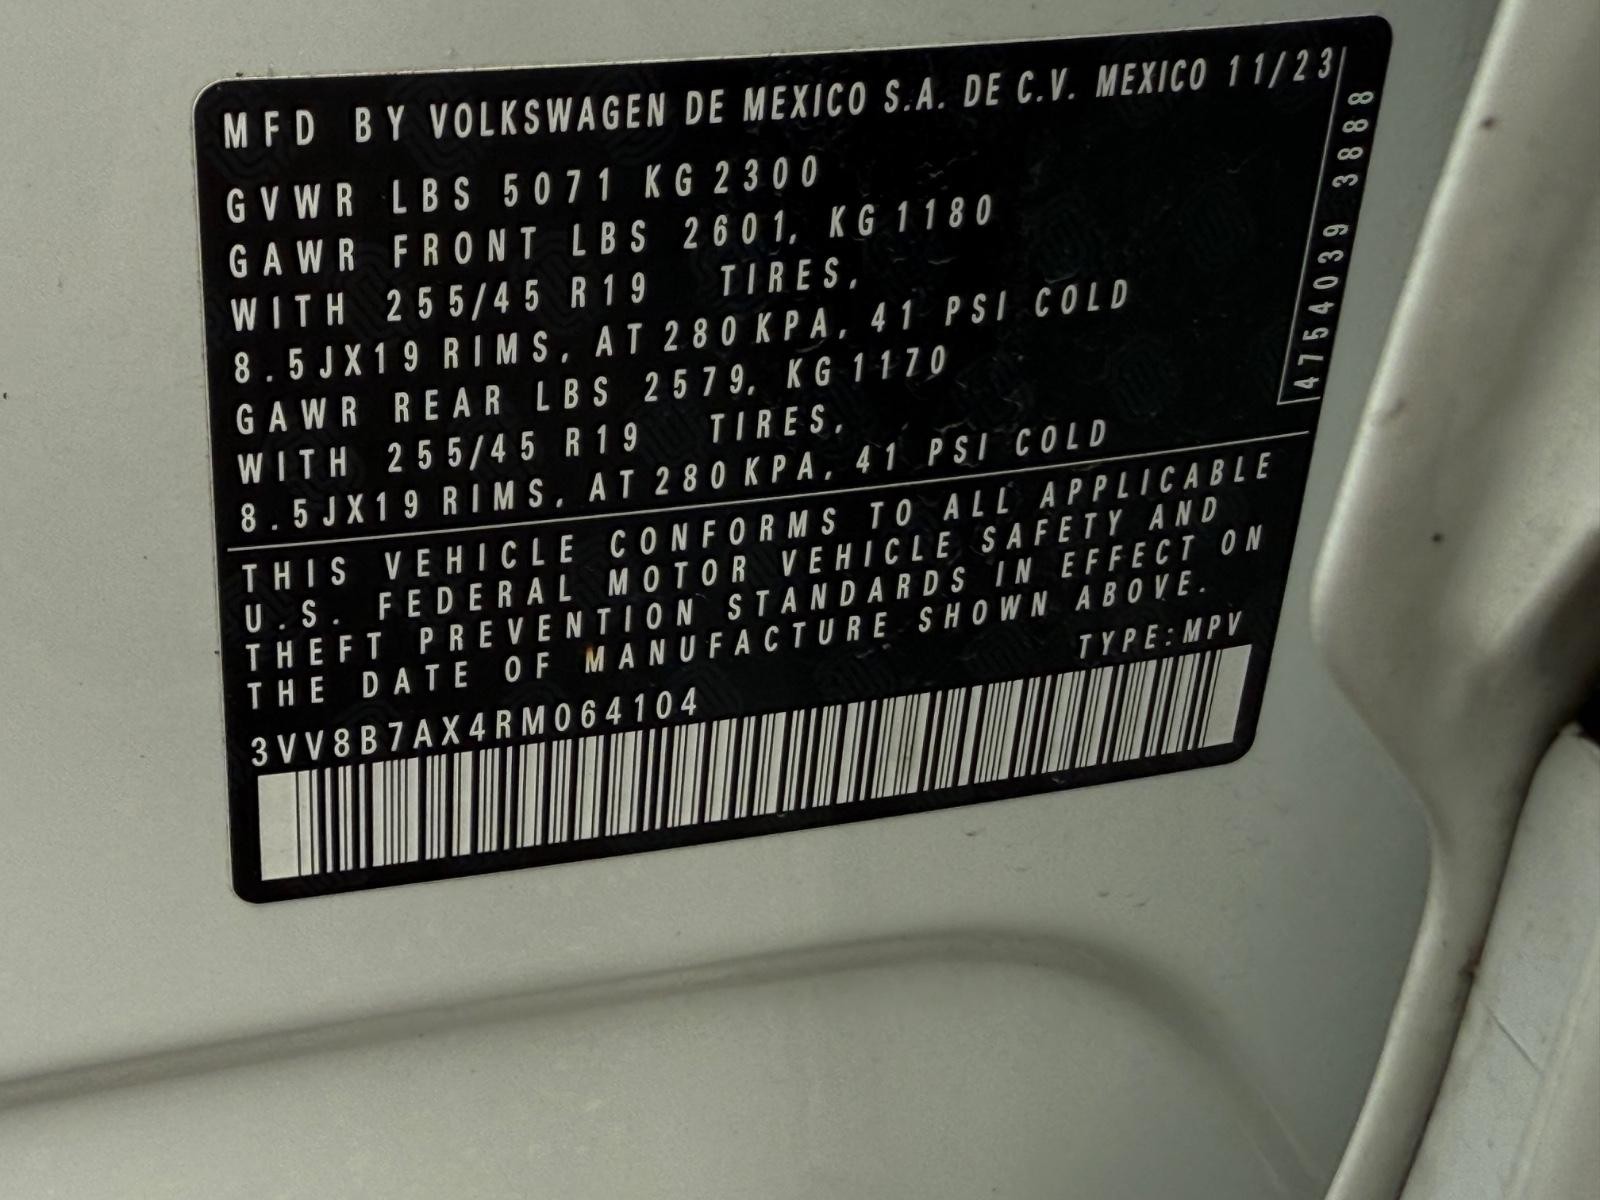 MFD BY VOLKSWAGEN DE MEXICO S.A. DE C.V. MEXICO 11/23
GVWR LBS 5071 KG 2300
GAWR FRONT LBS 2601, KG 1180
WITH 255/45 R19 TIRES,
8.5JX19 RIMS, AT 280 KPA, 41 PSI COLD
GAWR REAR LBS 2579, KG 1170
WITH 255/45 R19 TIRES,
8.5JX19 RIMS, AT 280 KPA, 41 PSI COLD
4754039 3888
THIS VEHICLE CONFORMS TO ALL APPLICABLE
U.S. FEDERAL MOTOR VEHICLE SAFETY AND
THEFT PREVENTION STANDARDS IN EFFECT ON
THE DATE OF MANUFACTURE SHOWN ABOVE.
TYPE:MPV
3VV8B7AX4RM064104